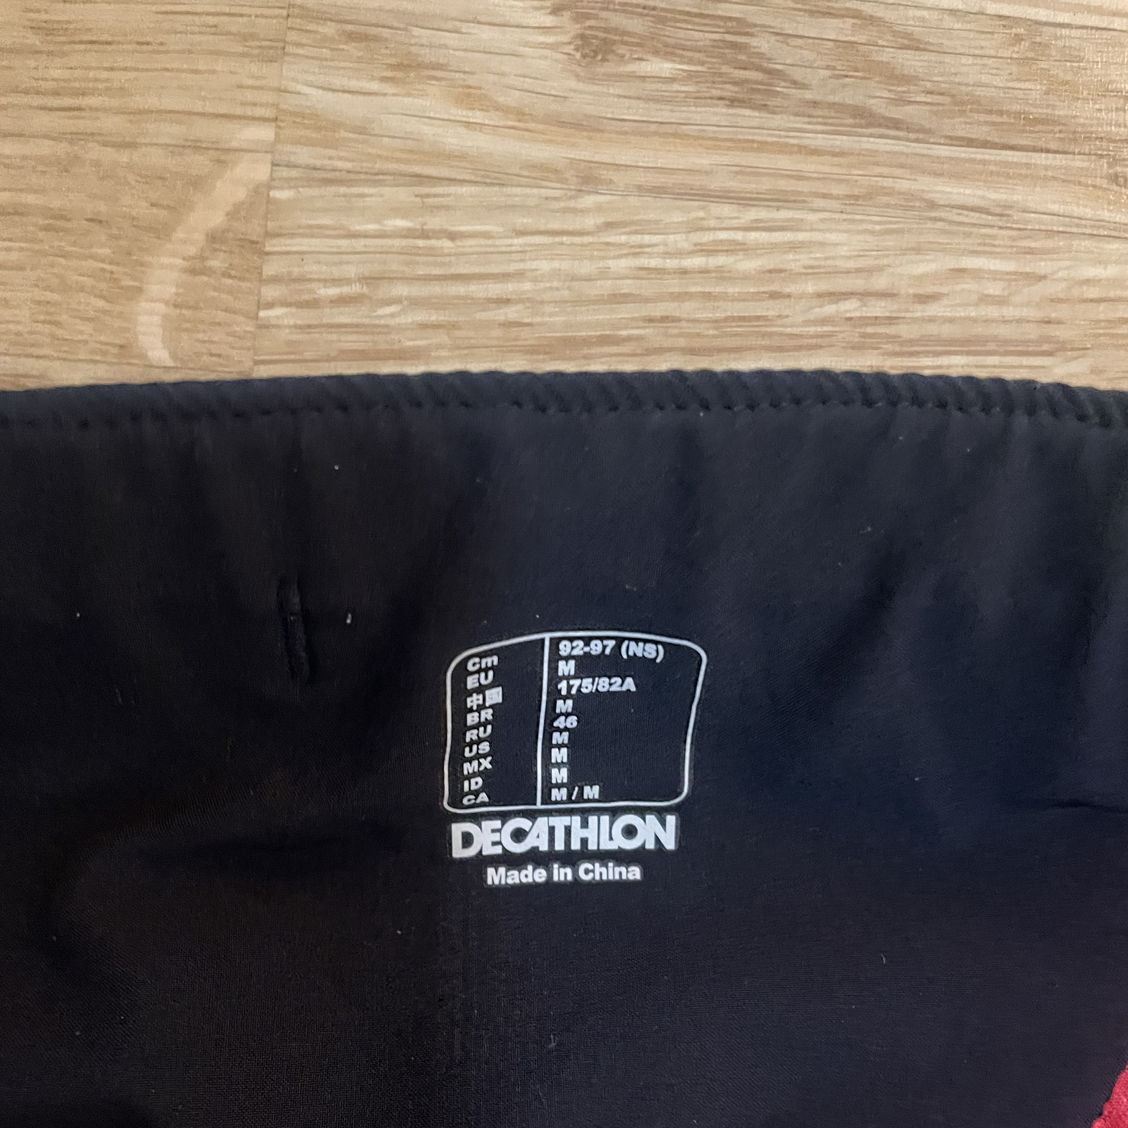 Cm 92-97 (NS)
EU M
中国 175/82A
BR M
RU 46
US M
MX M
ID M
CA M / M
DECATHLON
Made in China